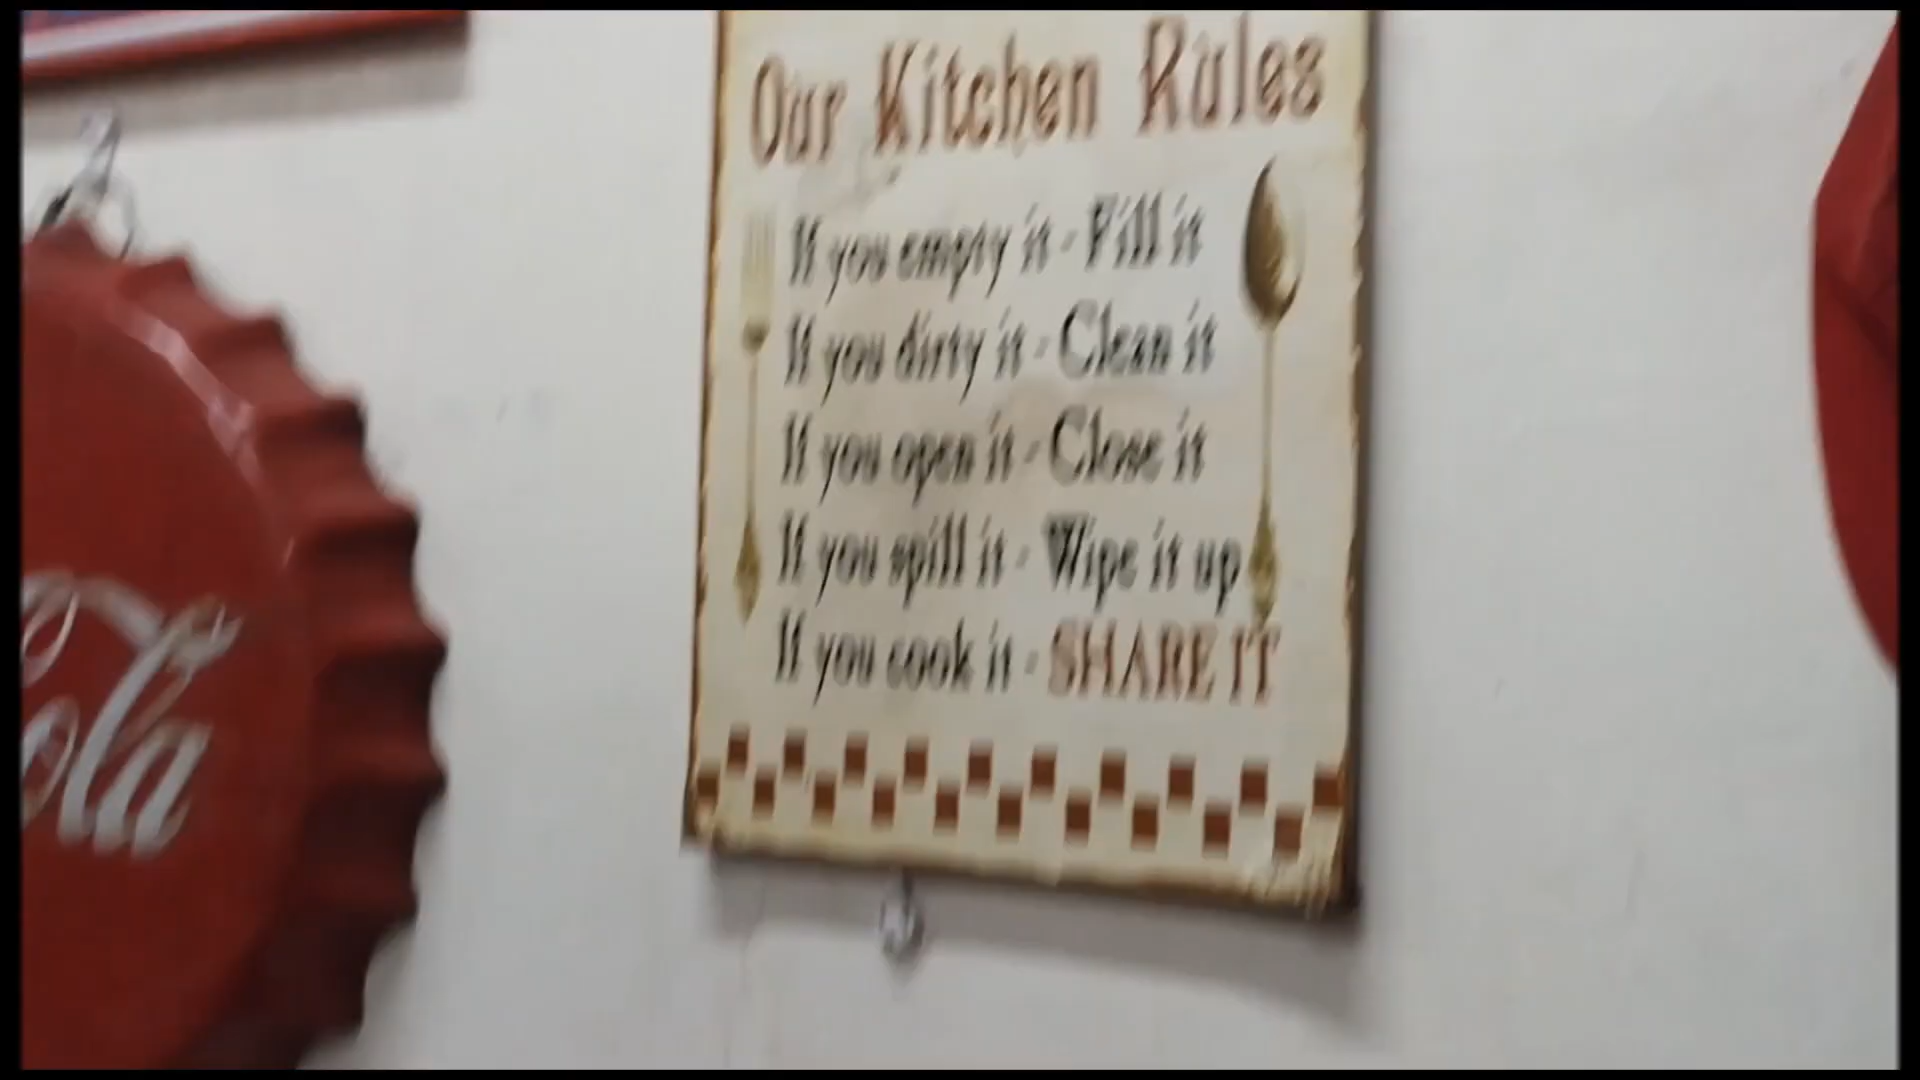 Our Kitchen Rules
If you empty it - Fill it
If you dirty it - Clean it
If you open it - Close it
If you spill it - Wipe it up
If you cook it - SHARE IT
Cola